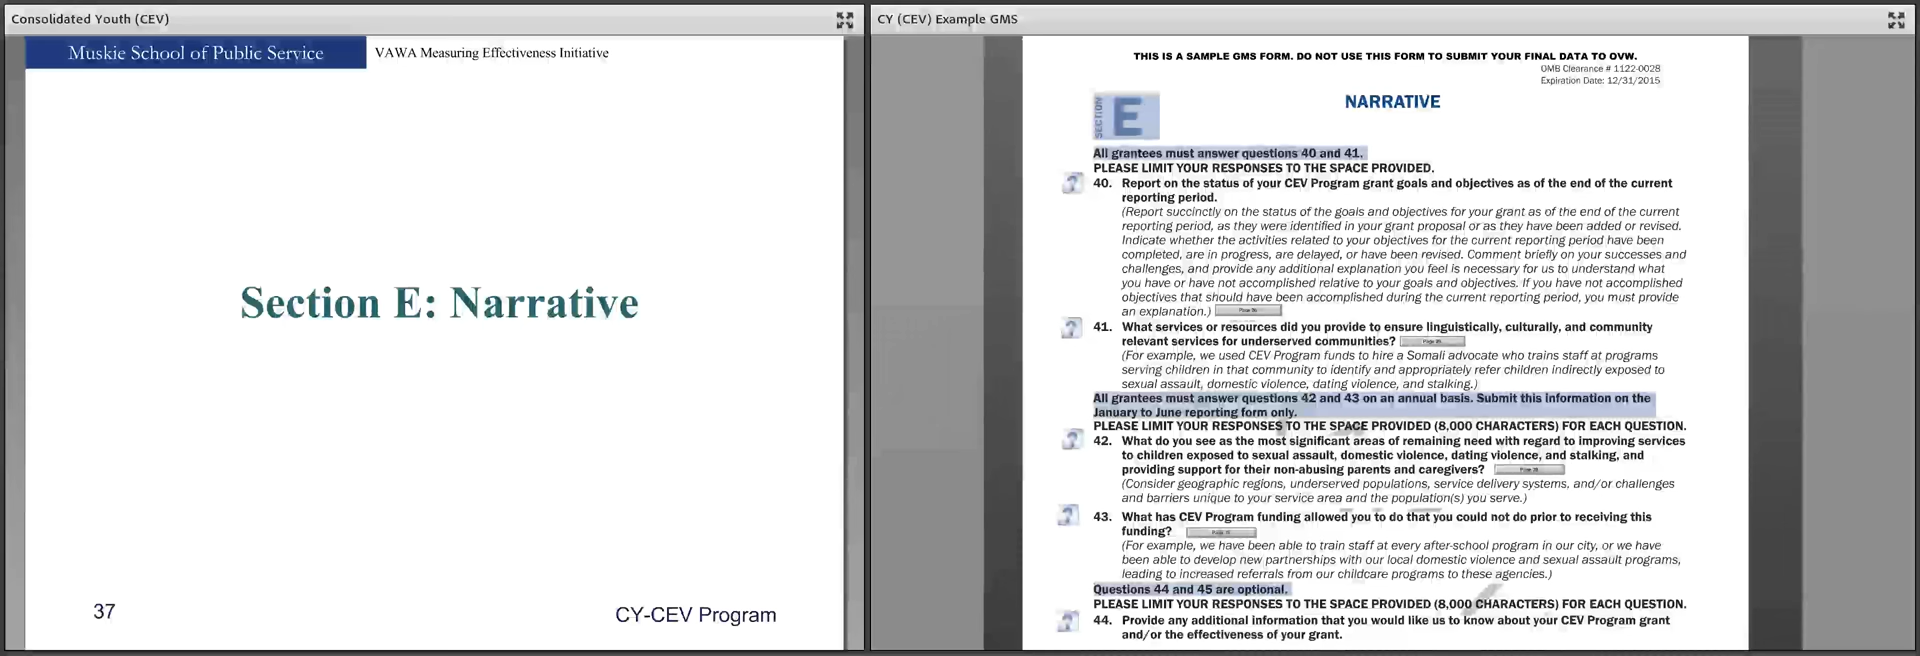 Consolidated Youth (CEV)
Muskie School of Public Service
VAWA Measuring Effectiveness Initiative
Section E: Narrative
37
CY-CEV Program
CY (CEV) Example GMS
THIS IS A SAMPLE GMS FORM. DO NOT USE THIS FORM TO SUBMIT YOUR FINAL DATA TO OVW.
OMB Clearance # 1122-0028
Expiration Date: 12/31/2015
SECTION
E
NARRATIVE
All grantees must answer questions 40 and 41.
PLEASE LIMIT YOUR RESPONSES TO THE SPACE PROVIDED.
40. Report on the status of your CEV Program grant goals and objectives as of the end of the current
reporting period.
(Report succinctly on the status of the goals and objectives for your grant as of the end of the current
reporting period, as they were identified in your grant proposal or as they have been added or revised.
Indicate whether the activities related to your objectives for the current reporting period have been
completed, are in progress, are delayed, or have been revised. Comment briefly on your successes and
challenges, and provide any additional explanation you feel is necessary for us to understand what
you have or have not accomplished relative to your goals and objectives. If you have not accomplished
objectives that should have been accomplished during the current reporting period, you must provide
an explanation.)
41. What services or resources did you provide to ensure linguistically, culturally, and community
relevant services for underserved communities?
(For example, we used CEV Program funds to hire a Somali advocate who trains staff at programs
serving children in that community to identify and appropriately refer children indirectly exposed to
sexual assault, domestic violence, dating violence, and stalking.)
All grantees must answer questions 42 and 43 on an annual basis. Submit this information on the
January to June reporting form only.
PLEASE LIMIT YOUR RESPONSES TO THE SPACE PROVIDED (8,000 CHARACTERS) FOR EACH QUESTION.
42. What do you see as the most significant areas of remaining need with regard to improving services
to children exposed to sexual assault, domestic violence, dating violence, and stalking, and
providing support for their non-abusing parents and caregivers?
(Consider geographic regions, underserved populations, service delivery systems, and/or challenges
and barriers unique to your service area and the population(s) you serve.)
43. What has CEV Program funding allowed you to do that you could not do prior to receiving this
funding?
(For example, we have been able to train staff at every after-school program in our city, or we have
been able to develop new partnerships with our local domestic violence and sexual assault programs,
leading to increased referrals from our childcare programs to these agencies.)
Questions 44 and 45 are optional.
PLEASE LIMIT YOUR RESPONSES TO THE SPACE PROVIDED (8,000 CHARACTERS) FOR EACH QUESTION.
44. Provide any additional information that you would like us to know about your CEV Program grant
and/or the effectiveness of your grant.